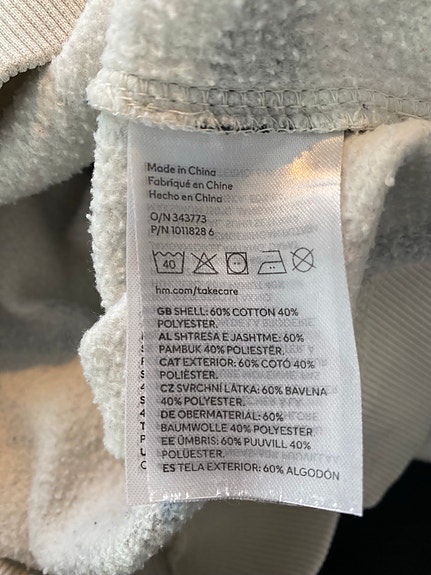 Made in China
Fabriqué en Chine
Hecho en China
O/N 343773
P/N 1011828 6
40
hm.com/takecare
GB SHELL: 60% COTTON 40%
POLYESTER.
AL SHTRESA E JASHTME: 60%
PAMBUK 40% POLIESTËR.
CAT EXTERIOR: 60% COTÓ 40%
POLIÈSTER.
CZ SVRCHNÍ LÁTKA: 60% BAVLNA
40% POLYESTER.
DE OBERMATERIAL: 60%
BAUMWOLLE 40% POLYESTER
EE ÜMBRIS: 60% PUUVILL 40%
POLÜESTER.
ES TELA EXTERIOR: 60% ALGODÓN